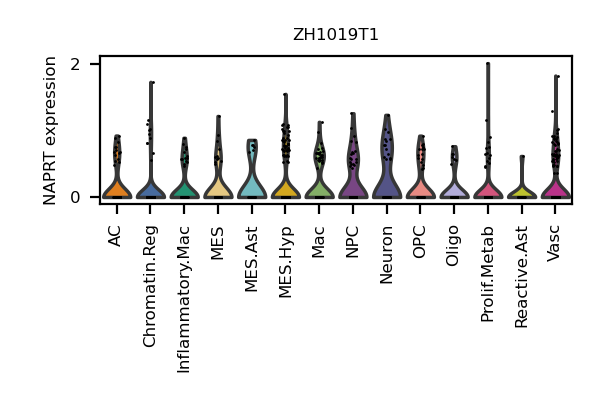 ZH1019T1
NAPRT expression
2
0
AC
Chromatin.Reg
Inflammatory.Mac
MES
MES.Ast
MES.Hyp
Mac
NPC
Neuron
OPC
Oligo
Prolif.Metab
Reactive.Ast
Vasc